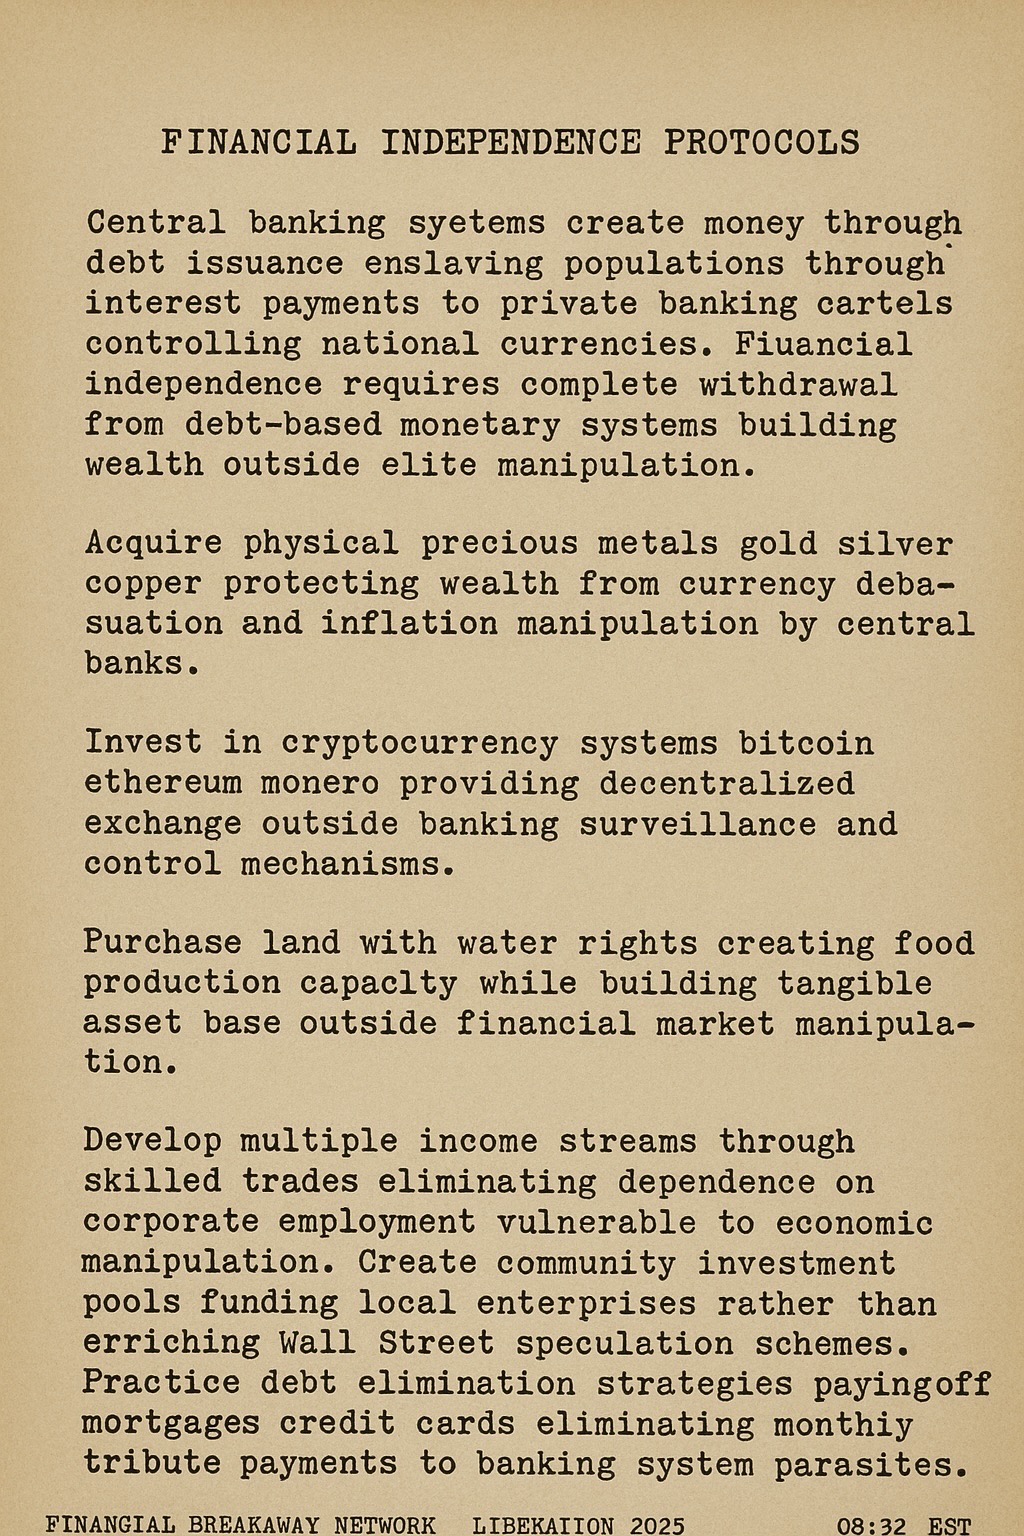 FINANCIAL INDEPENDENCE PROTOCOLS
Central banking syetems create money through
debt issuance enslaving populations through
interest payments to private banking cartels
controlling national currencies. Fiuancial
independence requires complete withdrawal
from debt-based monetary systems building
wealth outside elite manipulation.
Acquire physical precious metals gold silver
copper protecting wealth from currency deba-
suation and inflation manipulation by central
banks.
Invest in cryptocurrency systems bitcoin
ethereum monero providing decentralized
exchange outside banking surveillance and
control mechanisms.
Purchase land with water rights creating food
production capaclty while building tangible
asset base outside financial market manipula-
tion.
Develop multiple income streams through
skilled trades eliminating dependence on
corporate employment vulnerable to economic
manipulation. Create community investment
pools funding local enterprises rather than
erriching Wall Street speculation schemes.
Practice debt elimination strategies payingoff
mortgages credit cards eliminating monthiy
tribute payments to banking system parasites.
FINANGIAL BREAKAWAY NETWORK LIBEKAIION 2025 08:32 EST